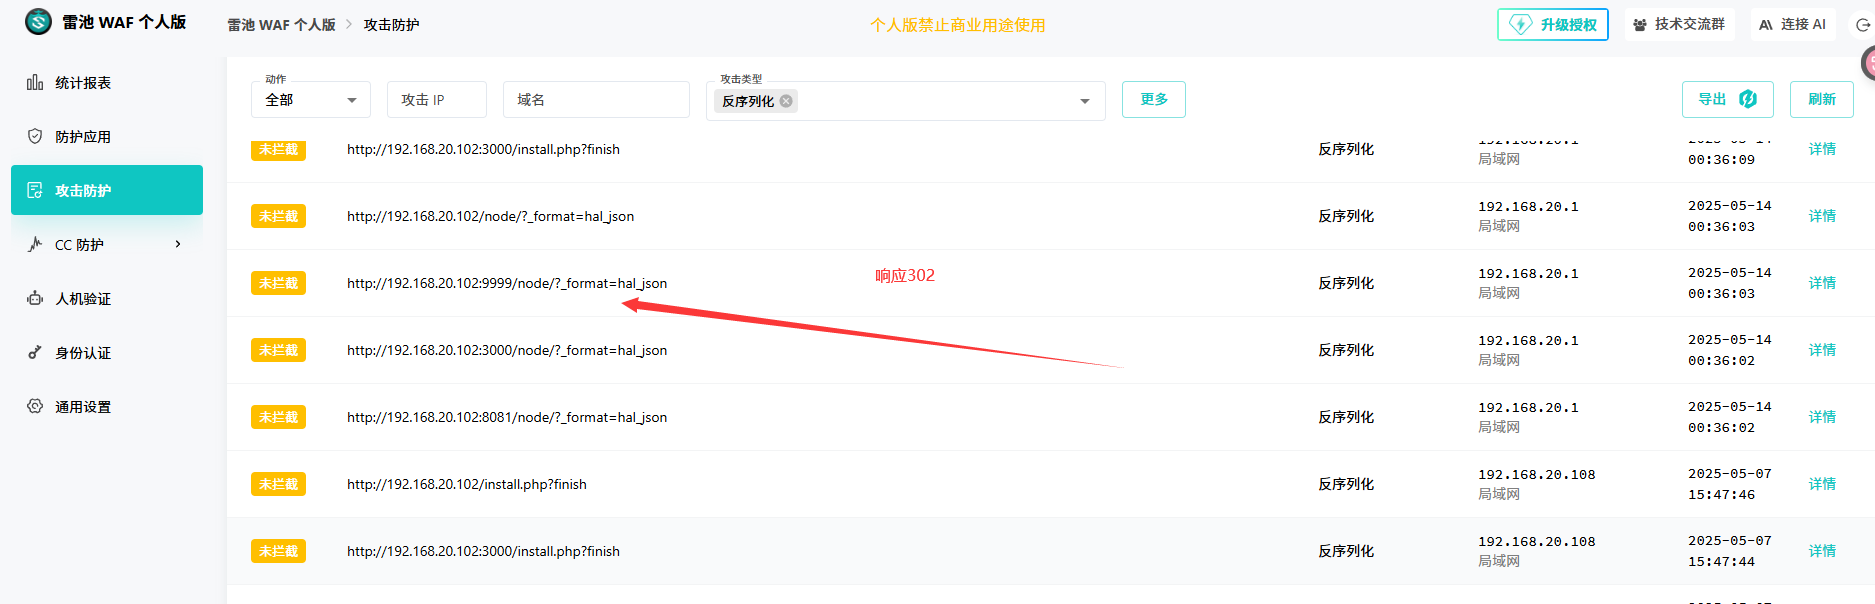 雷池 WAF 个人版
雷池 WAF 个人版 > 攻击防护
个人版禁止商业用途使用
升级授权
技术交流群
连接 AI
统计报表
防护应用
攻击防护
CC 防护
人机验证
身份认证
通用设置
动作
全部
攻击 IP
域名
攻击类型
反序列化
更多
导出
刷新
未拦截 http://192.168.20.102:3000/install.php?finish 反序列化 192.168.20.1 2025-05-14
局域网 00:36:09 详情
未拦截 http://192.168.20.102/node/?_format=hal_json 反序列化 192.168.20.1 2025-05-14
局域网 00:36:03 详情
未拦截 http://192.168.20.102:9999/node/?_format=hal_json 反序列化 192.168.20.1 2025-05-14
局域网 00:36:03 详情
响应302
未拦截 http://192.168.20.102:3000/node/?_format=hal_json 反序列化 192.168.20.1 2025-05-14
局域网 00:36:02 详情
未拦截 http://192.168.20.102:8081/node/?_format=hal_json 反序列化 192.168.20.1 2025-05-14
局域网 00:36:02 详情
未拦截 http://192.168.20.102/install.php?finish 反序列化 192.168.20.108 2025-05-07
局域网 15:47:46 详情
未拦截 http://192.168.20.102:3000/install.php?finish 反序列化 192.168.20.108 2025-05-07
局域网 15:47:44 详情